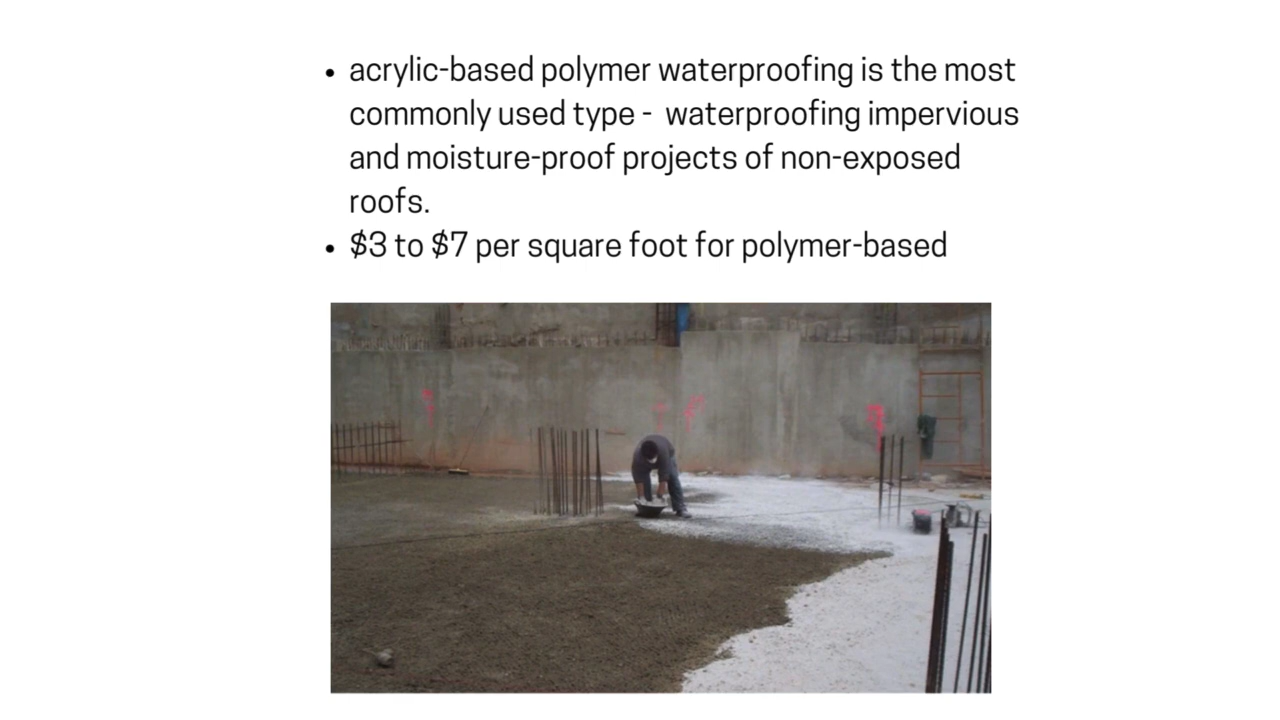 • acrylic-based polymer waterproofing is the most
commonly used type -  waterproofing impervious
and moisture-proof projects of non-exposed
roofs.
• $3 to $7 per square foot for polymer-based